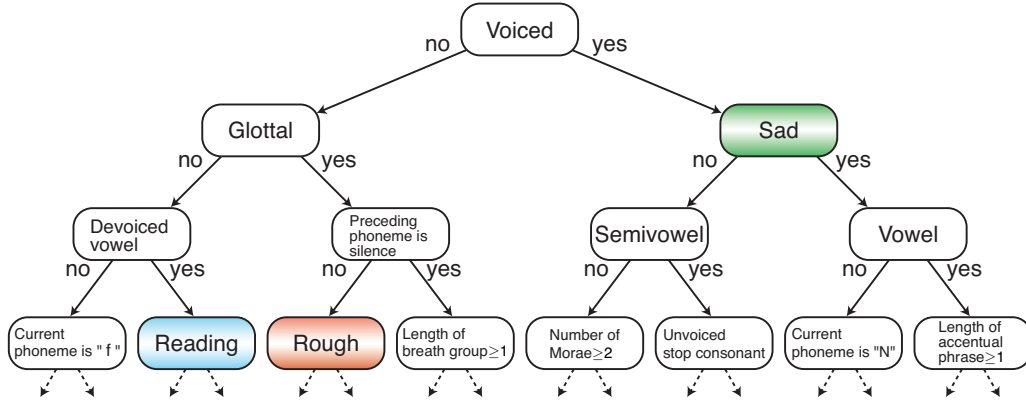 Voiced
no
yes
Glottal
Sad
no
yes
no
yes
Devoiced
vowel
Preceding
phoneme is
silence
Semivowel
Vowel
no
yes
no
yes
no
yes
no
yes
Current
phoneme is " f "
Reading
Rough
Length of
breath group≥1
Number of
Morae≥2
Unvoiced
stop consonant
Current
phoneme is "N"
Length of
accentual
phrase≥1